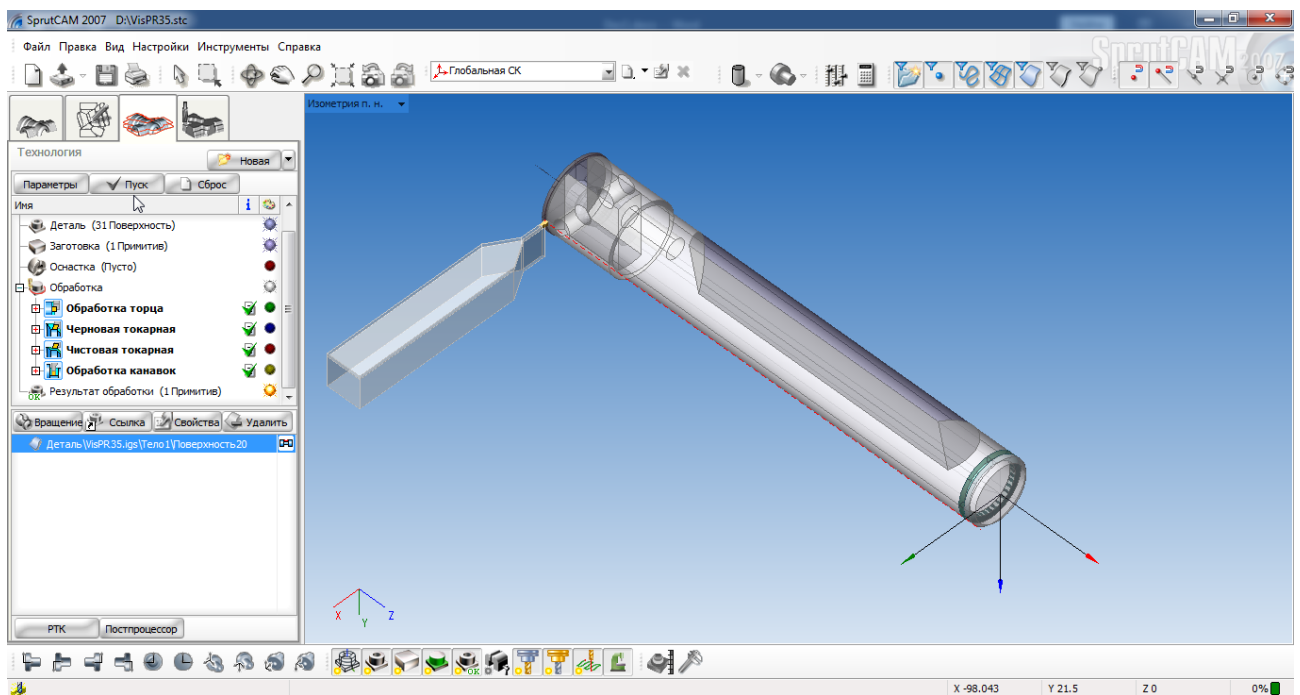 SprutCAM 2007 D:\VisPR35.stc
Файл Правка Вид Настройки Инструменты Справка
SprutCAM 2007
Глобальная СК
Изометрия п. н.
Технология
Новая
Параметры Пуск Сброс
Имя
Деталь (31 Поверхность)
Заготовка (1 Примитив)
Оснастка (Пусто)
Обработка
Обработка торца
Черновая токарная
Чистовая токарная
Обработка канавок
Результат обработки (1 Примитив)
Вращение Ссылка Свойства Удалить
Деталь\VisPR35.igs\Тело1\Поверхность20
X Y Z
РТК Постпроцессор
X -98.043 Y 21.5 Z 0 0%